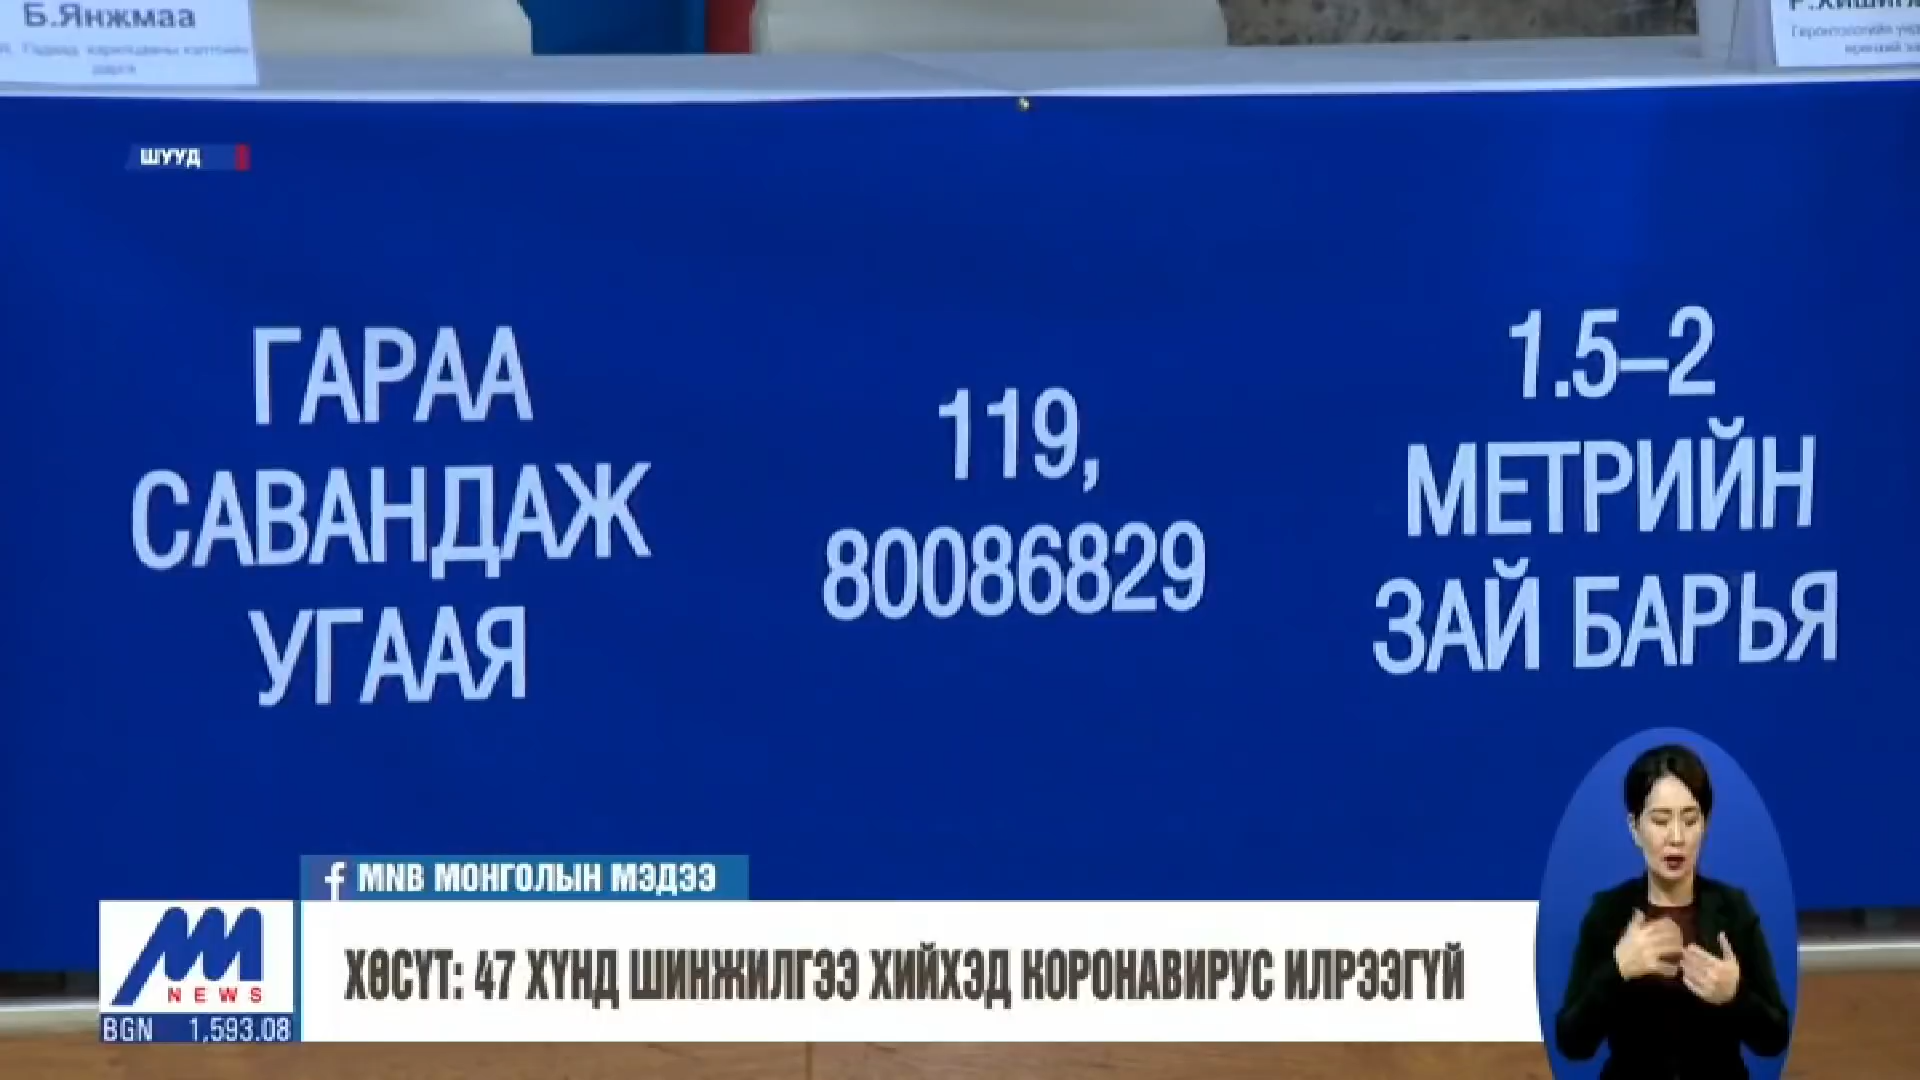 Б.Янжмаа
ШУУД
ГАРАА
САВАНДАЖ
УГААЯ
119,
80086829
1.5–2
МЕТРИЙН
ЗАЙ БАРЬЯ
MNB МОНГОЛЫН МЭДЭЭ
ХӨСҮТ: 47 ХҮНД ШИНЖИЛГЭЭ ХИЙХЭД КОРОНАВИРУС ИЛРЭЭГҮЙ
NEWS
BGN 1,593.08